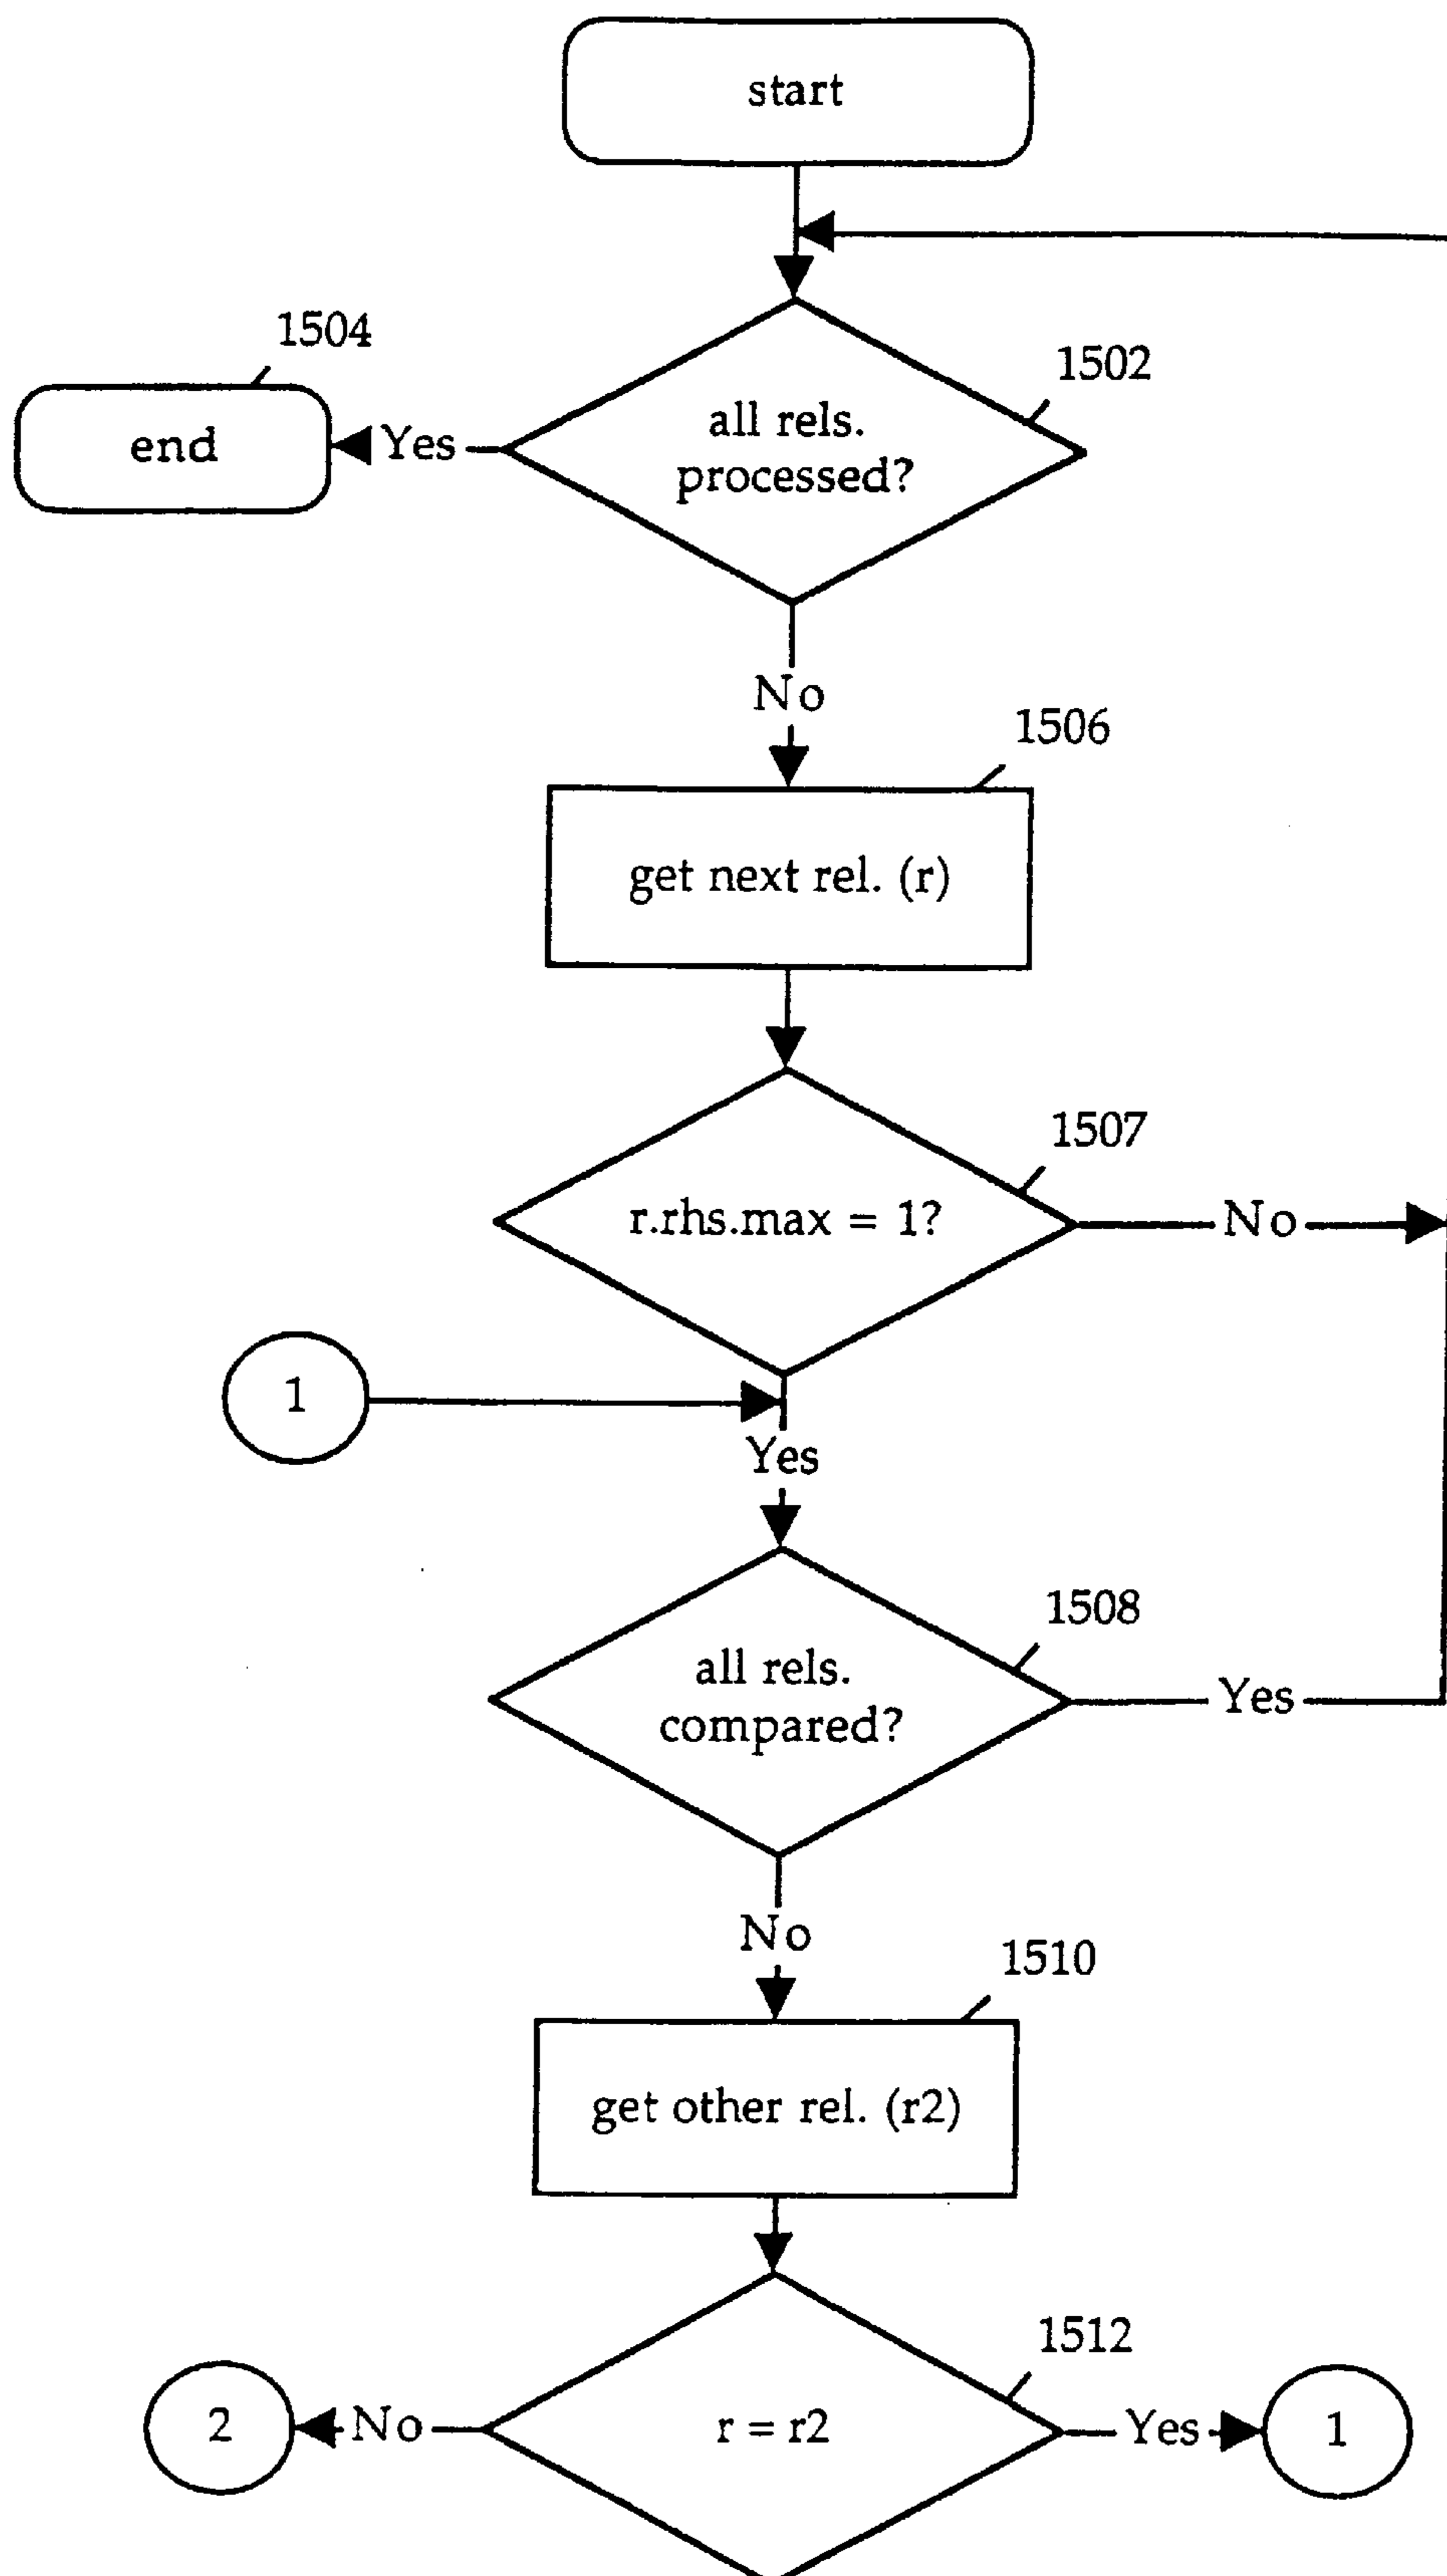 start
1504
1502
end
Yes
all rels.
processed?
No
1506
get next rel. (r)
1507
r.rhs.max = 1?
No
1
Yes
1508
all rels.
compared?
Yes
No
1510
get other rel. (r2)
1512
2
No
r = r2
Yes
1